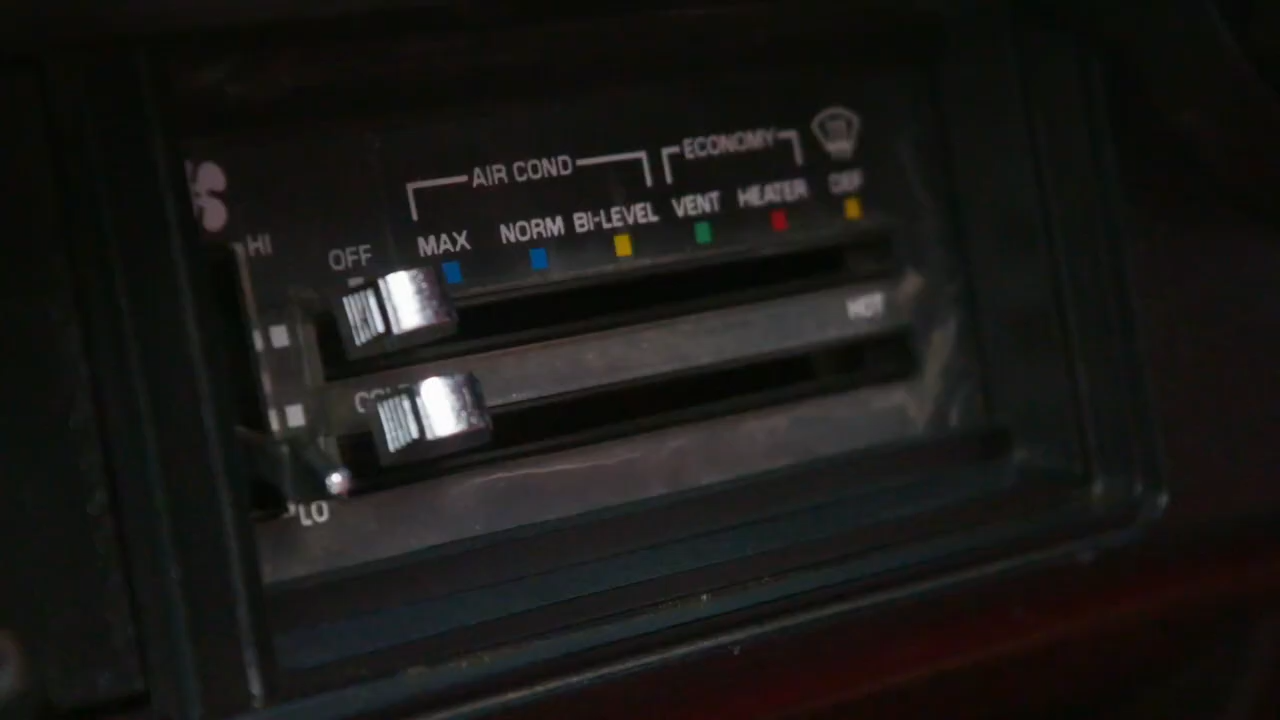 AIR COND ECONOMY
HI OFF MAX NORM BI-LEVEL VENT HEATER DEF
HOT
LO